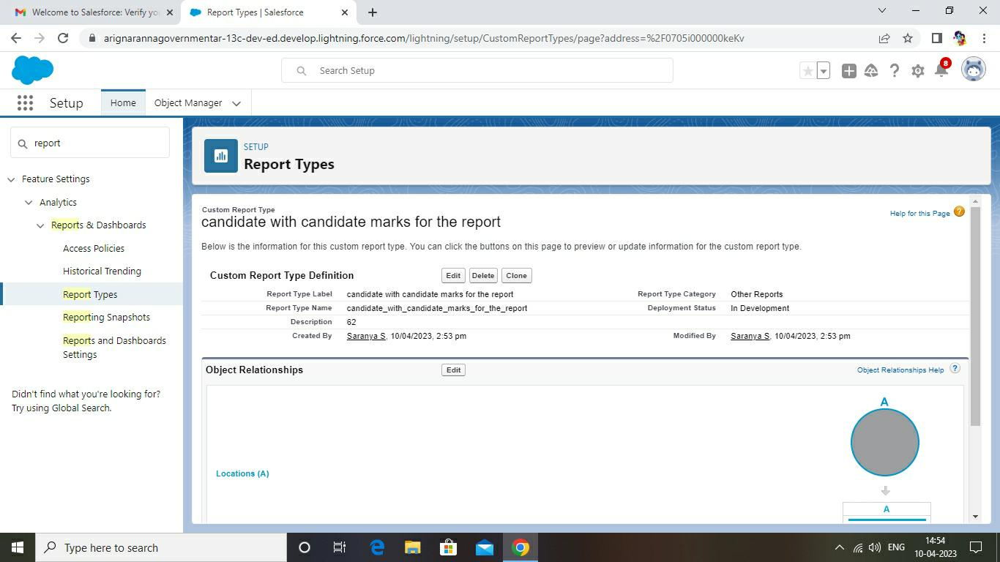 Welcome to Salesforce: Verify yo
Report Types | Salesforce
arignarannagovernmentar-13c-dev-ed.develop.lightning.force.com/lightning/setup/CustomReportTypes/page?address=%2F0705i000000keKv
Search Setup
8
Setup
Home
Object Manager
report
Feature Settings
Analytics
Reports & Dashboards
Access Policies
Historical Trending
Report Types
Reporting Snapshots
Reports and Dashboards
Settings
Didn't find what you're looking for?
Try using Global Search.
SETUP
Report Types
Custom Report Type
candidate with candidate marks for the report
Help for this Page
Below is the information for this custom report type. You can click the buttons on this page to preview or update information for the custom report type.
Custom Report Type Definition
Edit Delete Clone
Report Type Label candidate with candidate marks for the report Report Type Category Other Reports
Report Type Name candidate_with_candidate_marks_for_the_report Deployment Status In Development
Description 62
Created By Saranya S, 10/04/2023, 2:53 pm Modified By Saranya S, 10/04/2023, 2:53 pm
Object Relationships Edit Object Relationships Help ?
A
Locations (A)
A
Type here to search
ENG
14:54
10-04-2023